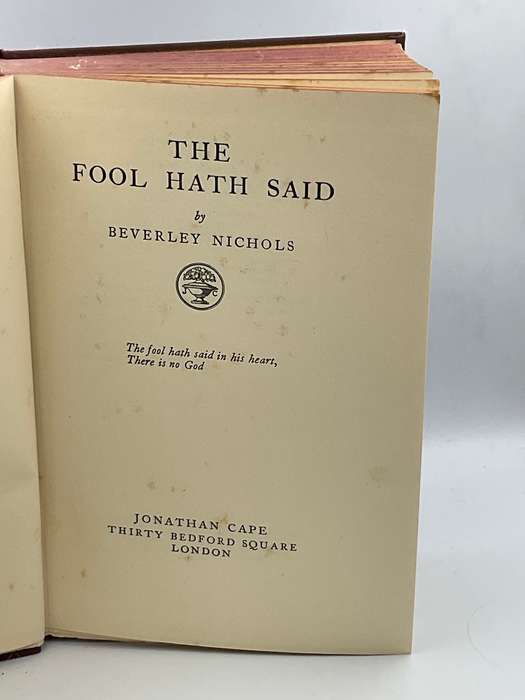 THE
FOOL HATH SAID
by
BEVERLEY NICHOLS
J C
The fool hath said in his heart,
There is no God
JONATHAN CAPE
THIRTY BEDFORD SQUARE
LONDON